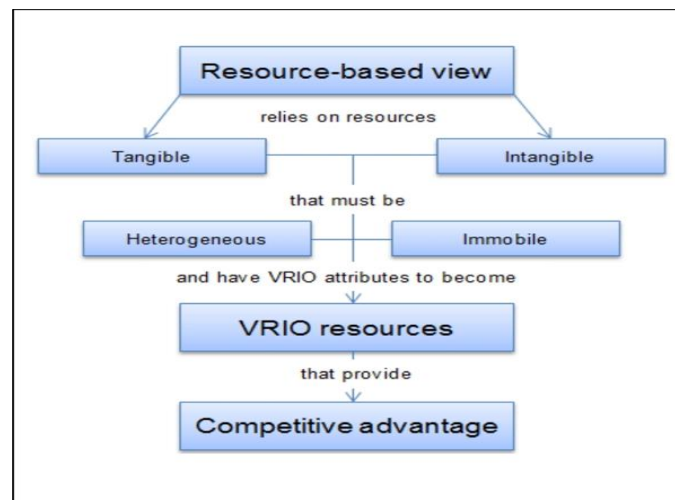 Resource-based view
relies on resources
Tangible
Intangible
that must be
Heterogeneous
Immobile
and have VRIO attributes to become
VRIO resources
that provide
Competitive advantage